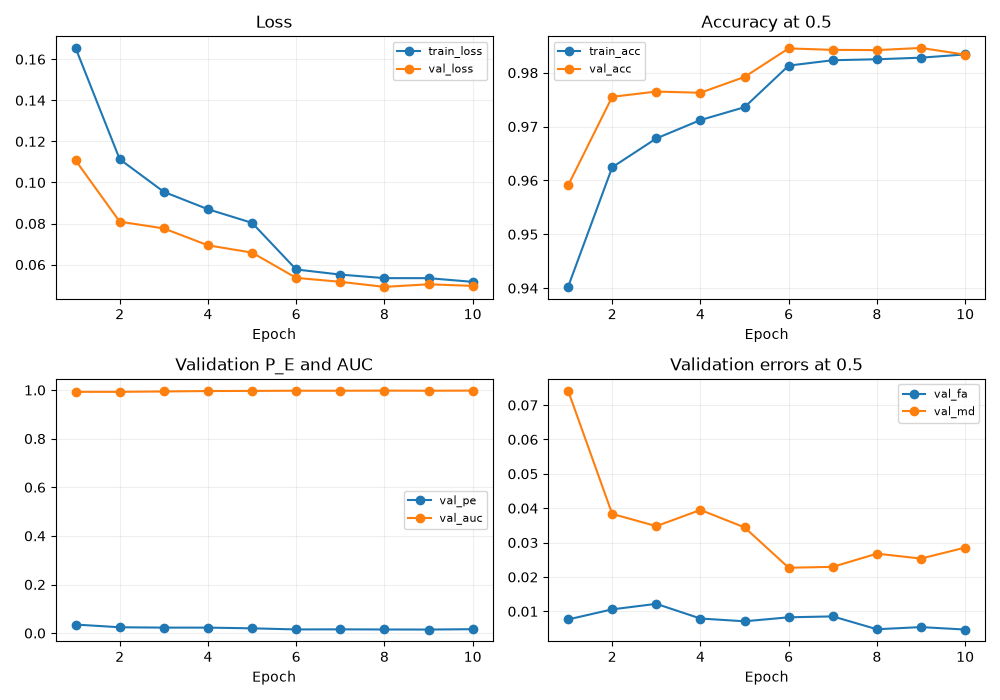 Loss
0.16
0.14
0.12
0.10
0.08
0.06
train_loss
val_loss
2 4 6 8 10
Epoch
Accuracy at 0.5
0.98
0.97
0.96
0.95
0.94
train_acc
val_acc
2 4 6 8 10
Epoch
Validation P_E and AUC
1.0
0.8
0.6
0.4
0.2
0.0
val_pe
val_auc
2 4 6 8 10
Epoch
Validation errors at 0.5
0.07
0.06
0.05
0.04
0.03
0.02
0.01
val_fa
val_md
2 4 6 8 10
Epoch